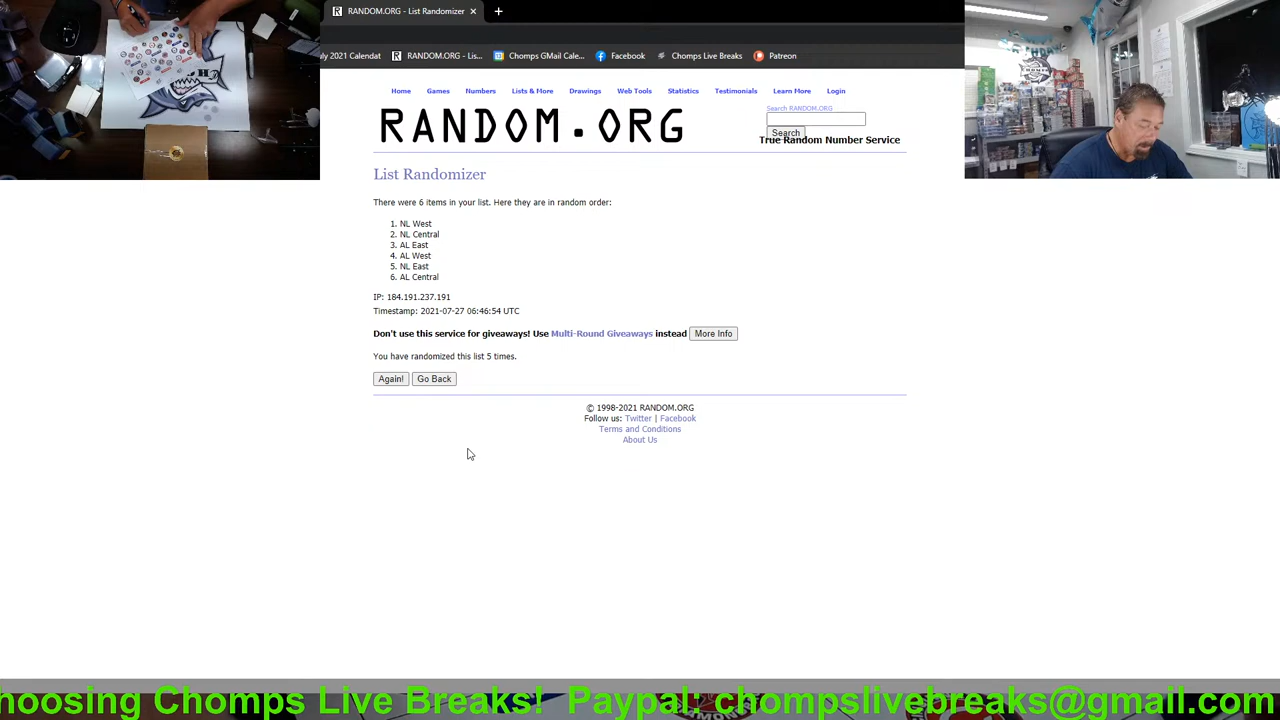 RANDOM.ORG - List Randomizer
ly 2021 Calendat RANDOM.ORG - Lis... Chomps GMail Cale... Facebook Chomps Live Breaks Patreon
Home Games Numbers Lists & More Drawings Web Tools Statistics Testimonials Learn More Login
Search RANDOM.ORG
RANDOM.ORG
Search
True Random Number Service
List Randomizer
There were 6 items in your list. Here they are in random order:
1. NL West
2. NL Central
3. AL East
4. AL West
5. NL East
6. AL Central
IP: 184.191.237.191
Timestamp: 2021-07-27 06:46:54 UTC
Don't use this service for giveaways! Use Multi-Round Giveaways instead More Info
You have randomized this list 5 times.
Again! Go Back
© 1998-2021 RANDOM.ORG
Follow us: Twitter | Facebook
Terms and Conditions
About Us
hoosing Chomps Live Breaks! Paypal: chompslivebreaks@gmail.com